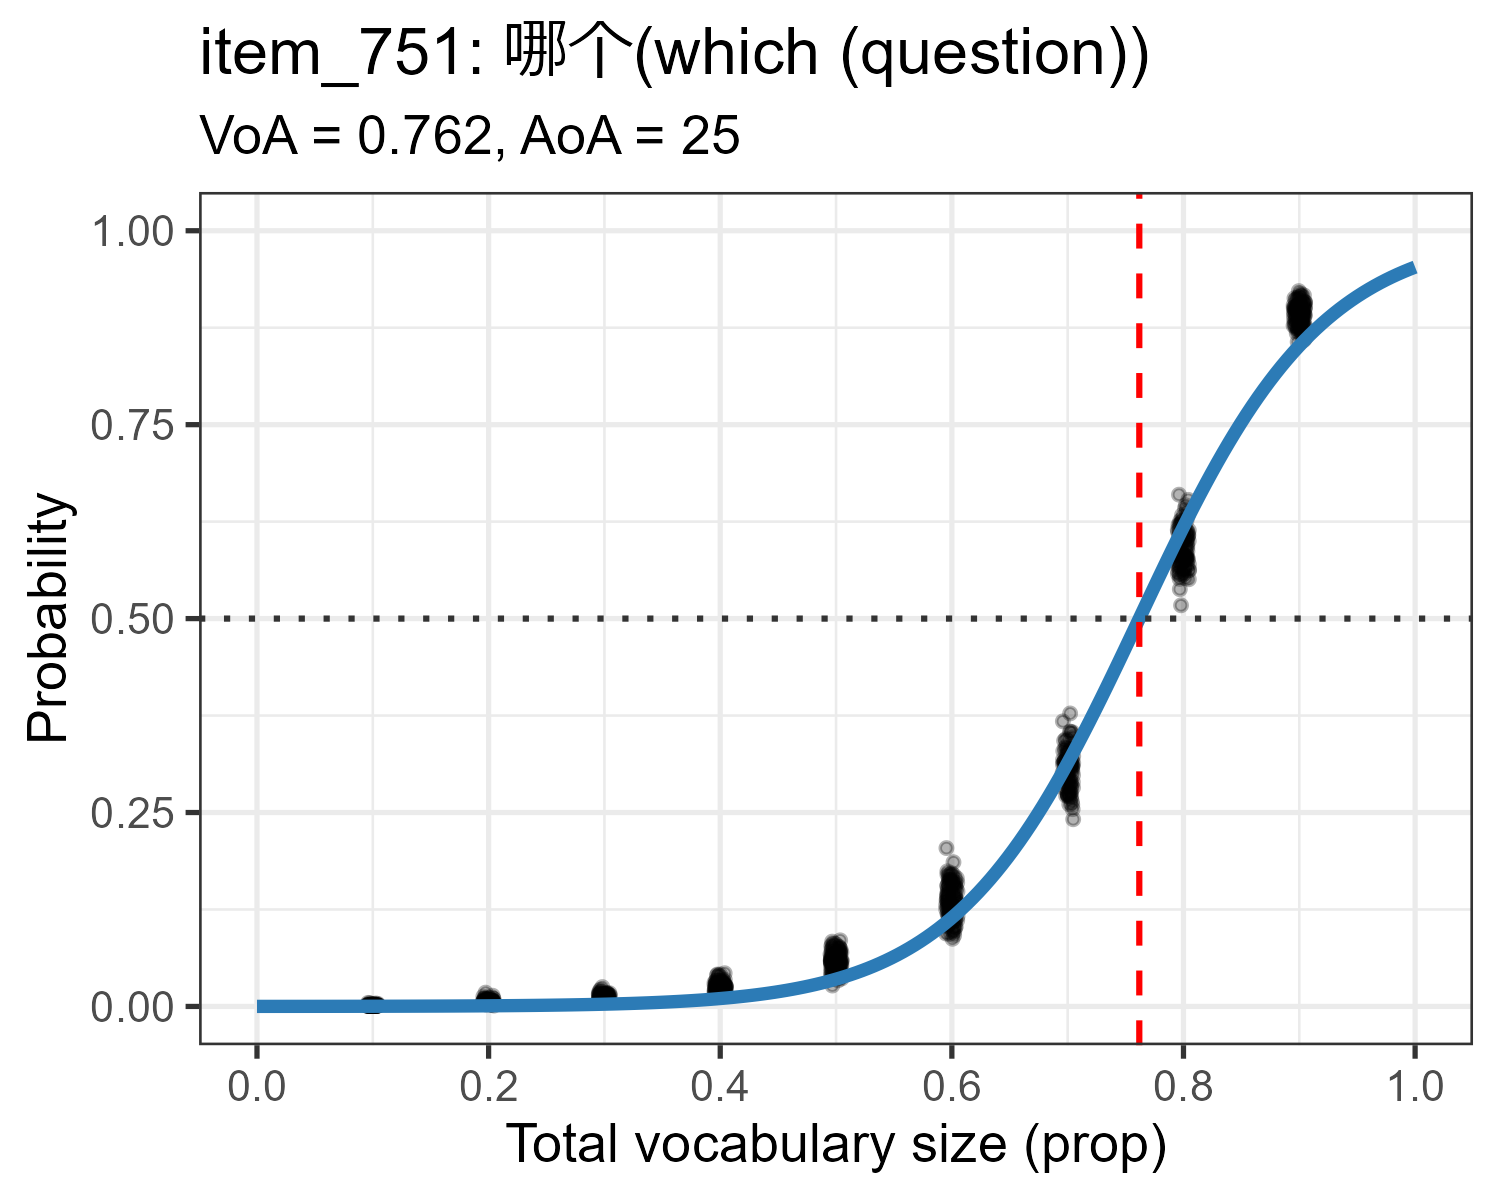 item_751: 哪个(which (question))
VoA = 0.762, AoA = 25
1.00
0.75
0.50
0.25
0.00
Probability
0.0 0.2 0.4 0.6 0.8 1.0
Total vocabulary size (prop)